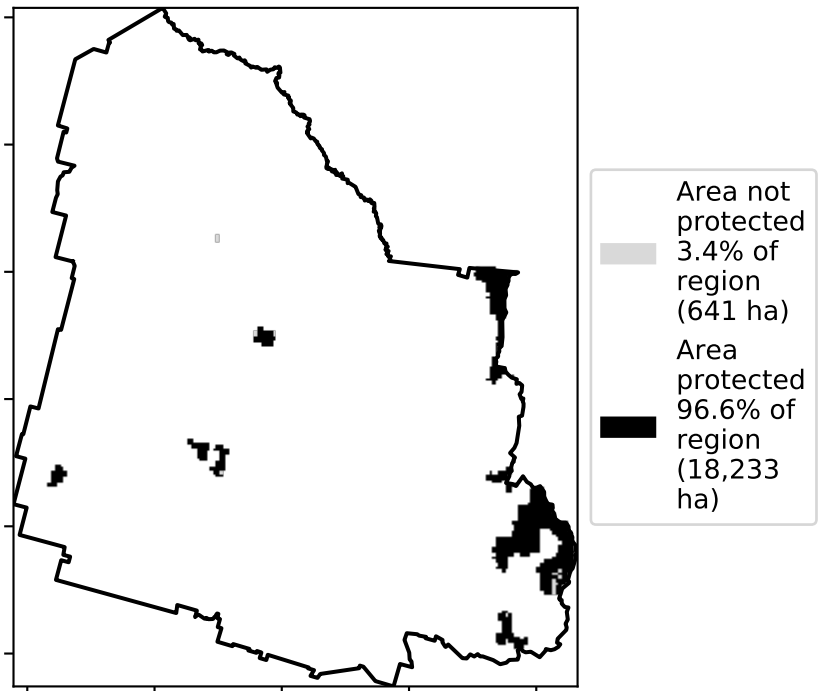 Area not
protected
3.4% of
region
(641 ha)
Area
protected
96.6% of
region
(18,233
ha)